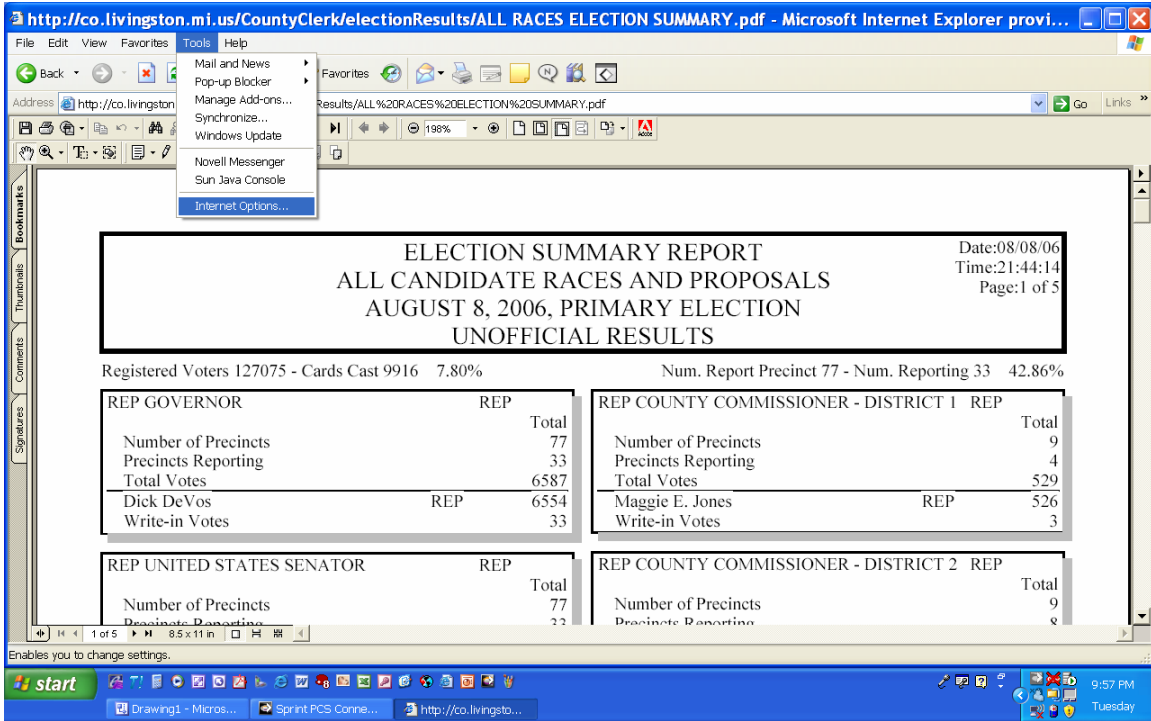 http://co.livingston.mi.us/CountyClerk/electionResults/ALL RACES ELECTION SUMMARY.pdf - Microsoft Internet Explorer provi...
File Edit View Favorites Tools Help
Back Favorites
Mail and News
Pop-up Blocker
Manage Add-ons...
Synchronize...
Windows Update
Novell Messenger
Sun Java Console
Internet Options...
Address http://co.livingston Results/ALL%20RACES%20ELECTION%20SUMMARY.pdf Go Links »
198%
Adobe
Bookmarks
Thumbnails
Comments
Signatures
ELECTION SUMMARY REPORT
ALL CANDIDATE RACES AND PROPOSALS
AUGUST 8, 2006, PRIMARY ELECTION
UNOFFICIAL RESULTS
Date:08/08/06
Time:21:44:14
Page:1 of 5
Registered Voters 127075 - Cards Cast 9916 7.80% Num. Report Precinct 77 - Num. Reporting 33 42.86%
REP GOVERNOR REP
Total
Number of Precincts 77
Precincts Reporting 33
Total Votes 6587
Dick DeVos REP 6554
Write-in Votes 33
REP COUNTY COMMISSIONER - DISTRICT 1 REP
Total
Number of Precincts 9
Precincts Reporting 4
Total Votes 529
Maggie E. Jones REP 526
Write-in Votes 3
REP UNITED STATES SENATOR REP
Total
Number of Precincts 77
Precincts Reporting 33
REP COUNTY COMMISSIONER - DISTRICT 2 REP
Total
Number of Precincts 9
Precincts Reporting 8
1 of 5 8.5 x 11 in
Enables you to change settings.
start
Drawing1 - Micros... Sprint PCS Conne... http://co.livingsto...
9:57 PM
Tuesday